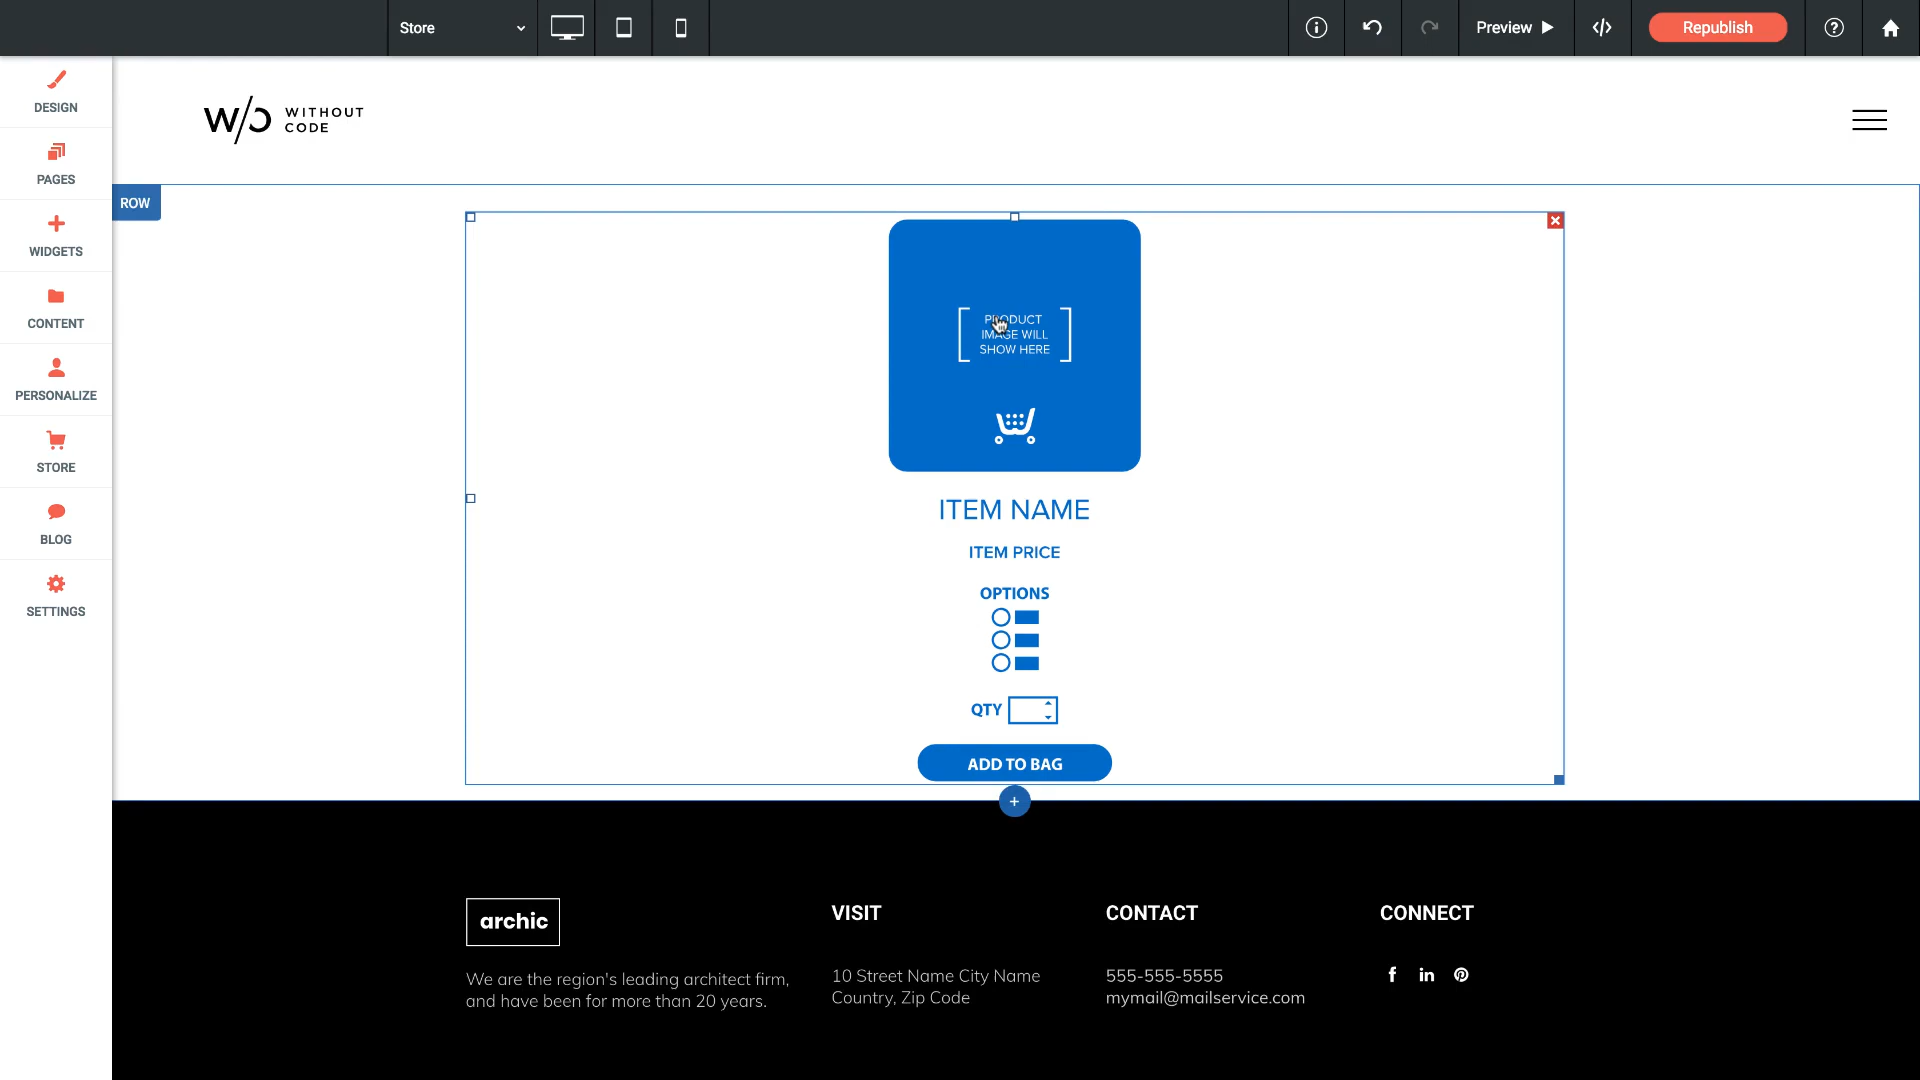 Store
Preview
Republish
DESIGN
PAGES
WIDGETS
CONTENT
PERSONALIZE
STORE
BLOG
SETTINGS
W/C WITHOUT
CODE
ROW
PRODUCT
IMAGE WILL
SHOW HERE
ITEM NAME
ITEM PRICE
OPTIONS
QTY
ADD TO BAG
archic
We are the region's leading architect firm,
and have been for more than 20 years.
VISIT
10 Street Name City Name
Country, Zip Code
CONTACT
555-555-5555
mymail@mailservice.com
CONNECT